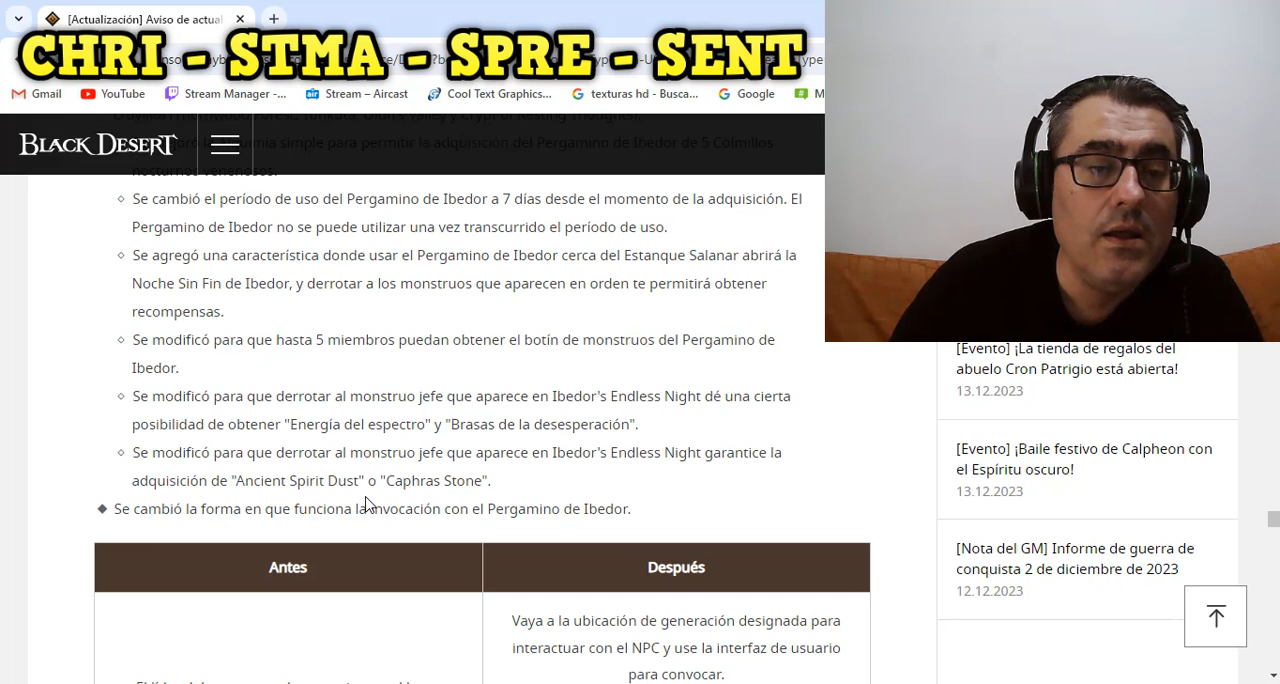 [Actualización] Aviso de actual
CHRI - STMA - SPRE - SENT
Gmail
YouTube
Stream Manager -...
Stream – Aircast
Cool Text Graphics...
texturas hd - Busca...
Google
M
BLACK DESERT
simple para permitir la adquisición del Pergamino de Ibedor de 5 Colmillos
Se cambió el período de uso del Pergamino de Ibedor a 7 días desde el momento de la adquisición. El
Pergamino de Ibedor no se puede utilizar una vez transcurrido el período de uso.
Se agregó una característica donde usar el Pergamino de Ibedor cerca del Estanque Salanar abrirá la
Noche Sin Fin de Ibedor, y derrotar a los monstruos que aparecen en orden te permitirá obtener
recompensas.
Se modificó para que hasta 5 miembros puedan obtener el botín de monstruos del Pergamino de
Ibedor.
Se modificó para que derrotar al monstruo jefe que aparece en Ibedor's Endless Night dé una cierta
posibilidad de obtener "Energía del espectro" y "Brasas de la desesperación".
Se modificó para que derrotar al monstruo jefe que aparece en Ibedor's Endless Night garantice la
adquisición de "Ancient Spirit Dust" o "Caphras Stone".
Se cambió la forma en que funciona la invocación con el Pergamino de Ibedor.
Antes
Después
Vaya a la ubicación de generación designada para
interactuar con el NPC y use la interfaz de usuario
para convocar.
[Evento] ¡La tienda de regalos del
abuelo Cron Patrigio está abierta!
13.12.2023
[Evento] ¡Baile festivo de Calpheon con
el Espíritu oscuro!
13.12.2023
[Nota del GM] Informe de guerra de
conquista 2 de diciembre de 2023
12.12.2023